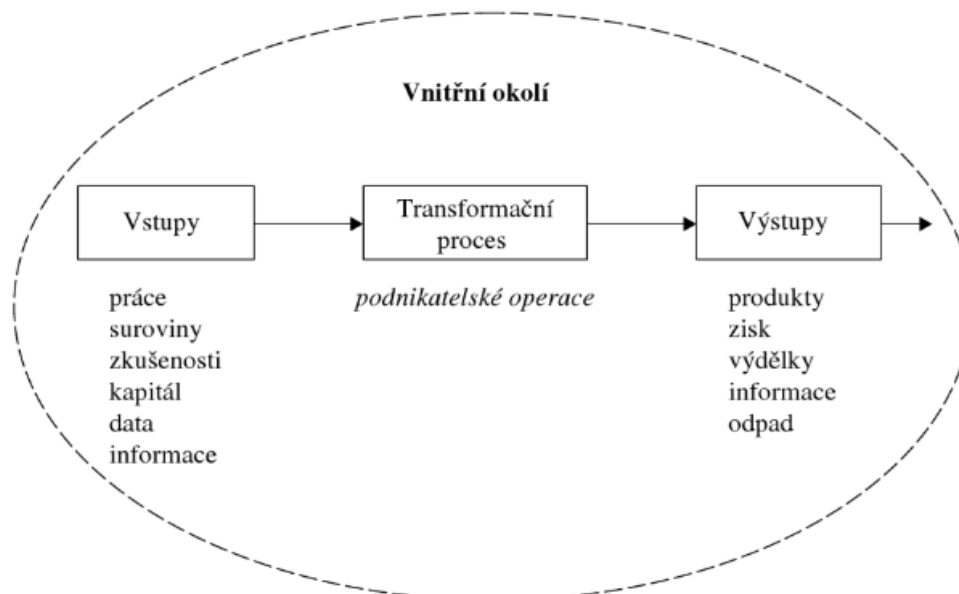 Vnitřní okolí
Vstupy
Transformační
proces
Výstupy
práce
suroviny
zkušenosti
kapitál
data
informace
podnikatelské operace
produkty
zisk
výdělky
informace
odpad